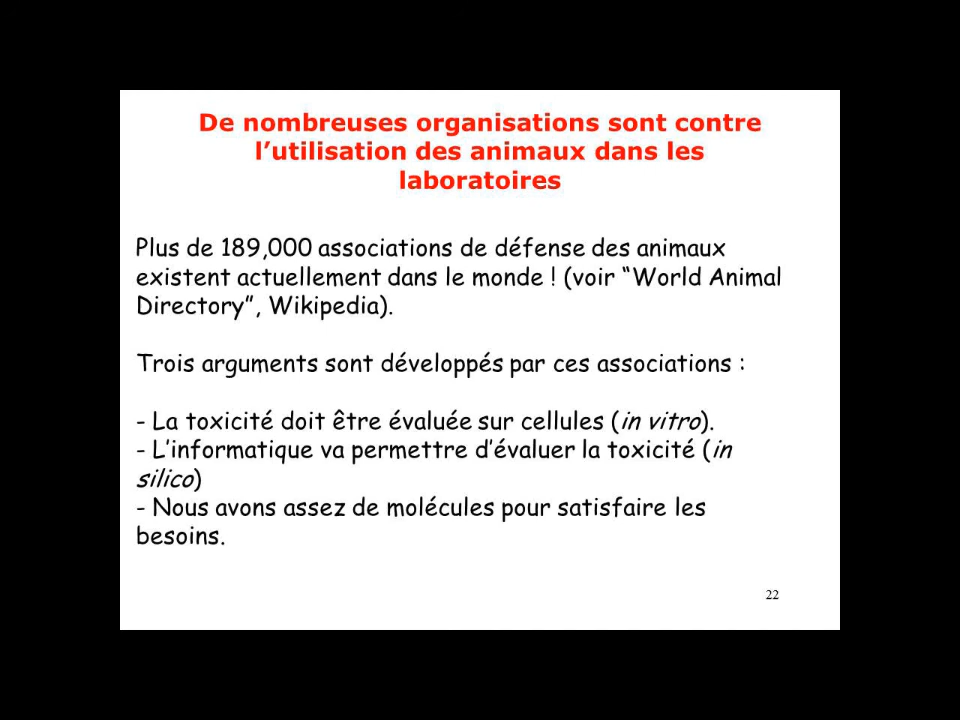 De nombreuses organisations sont contre
l’utilisation des animaux dans les
laboratoires
Plus de 189,000 associations de défense des animaux
existent actuellement dans le monde ! (voir “World Animal
Directory”, Wikipedia).
Trois arguments sont développés par ces associations :
- La toxicité doit être évaluée sur cellules (in vitro).
- L’informatique va permettre d’évaluer la toxicité (in
silico)
- Nous avons assez de molécules pour satisfaire les
besoins.
22